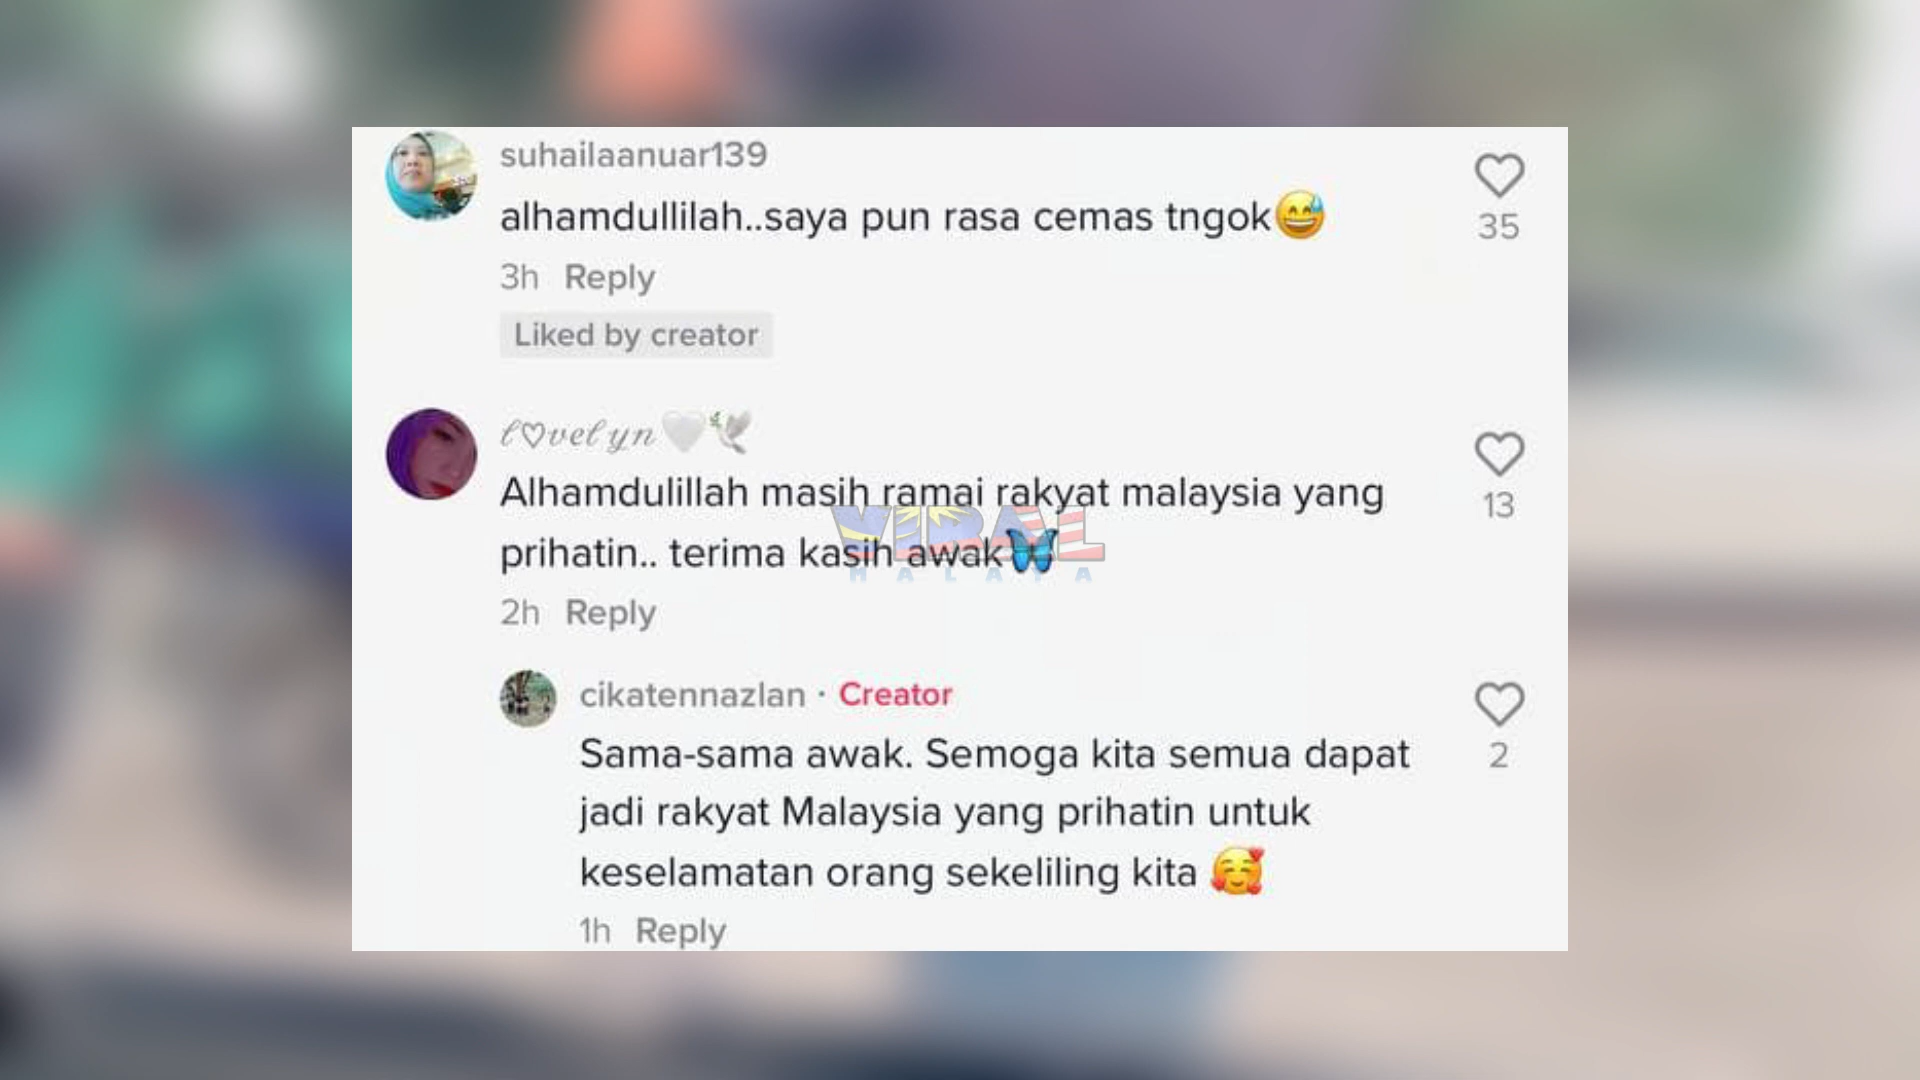 suhailaanuar139
alhamdullilah..saya pun rasa cemas tngok😅
35
3h Reply
Liked by creator
ℓ♡𝓋ℯℓ𝓎𝓃🤍🕊
Alhamdulillah masih ramai rakyat malaysia yang
13
prihatin.. terima kasih awak🦋
VIRAL
MALAYA
2h Reply
cikatennazlan · Creator
Sama-sama awak. Semoga kita semua dapat
2
jadi rakyat Malaysia yang prihatin untuk
keselamatan orang sekeliling kita 🥰
1h Reply